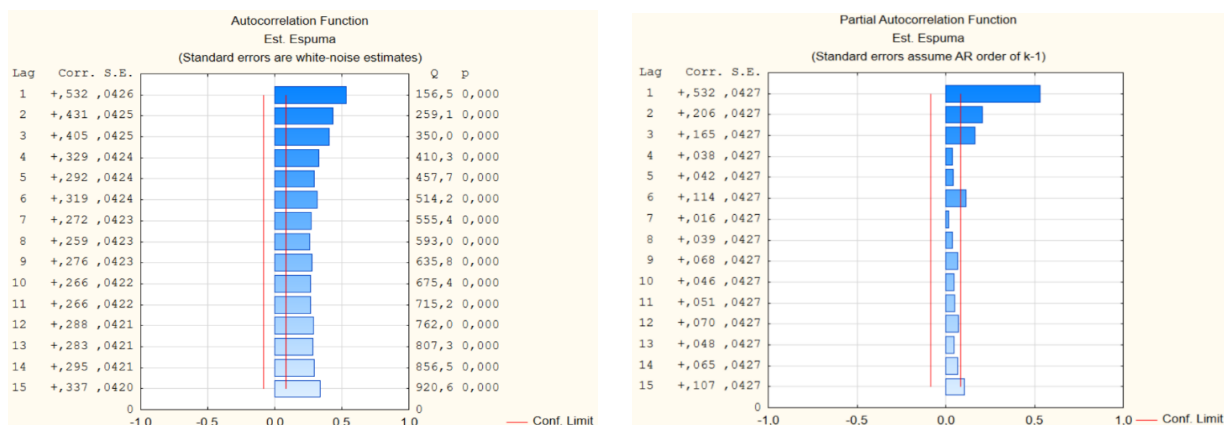 Autocorrelation Function
Est. Espuma
(Standard errors are white-noise estimates)
Lag Corr. S.E. Q p
1 +,532 ,0426 156,5 0,000
2 +,431 ,0425 259,1 0,000
3 +,405 ,0425 350,0 0,000
4 +,329 ,0424 410,3 0,000
5 +,292 ,0424 457,7 0,000
6 +,319 ,0424 514,2 0,000
7 +,272 ,0423 555,4 0,000
8 +,259 ,0423 593,0 0,000
9 +,276 ,0423 635,8 0,000
10 +,266 ,0422 675,4 0,000
11 +,266 ,0422 715,2 0,000
12 +,288 ,0421 762,0 0,000
13 +,283 ,0421 807,3 0,000
14 +,295 ,0421 856,5 0,000
15 +,337 ,0420 920,6 0,000
0 0
-1.0 -0.5 0.0 0.5 1.0
Conf. Limit
Partial Autocorrelation Function
Est. Espuma
(Standard errors assume AR order of k-1)
Lag Corr. S.E.
1 +,532 ,0427
2 +,206 ,0427
3 +,165 ,0427
4 +,038 ,0427
5 +,042 ,0427
6 +,114 ,0427
7 +,016 ,0427
8 +,039 ,0427
9 +,068 ,0427
10 +,046 ,0427
11 +,051 ,0427
12 +,070 ,0427
13 +,048 ,0427
14 +,065 ,0427
15 +,107 ,0427
0 0
-1,0 -0,5 0,0 0,5 1,0
Conf. Limit